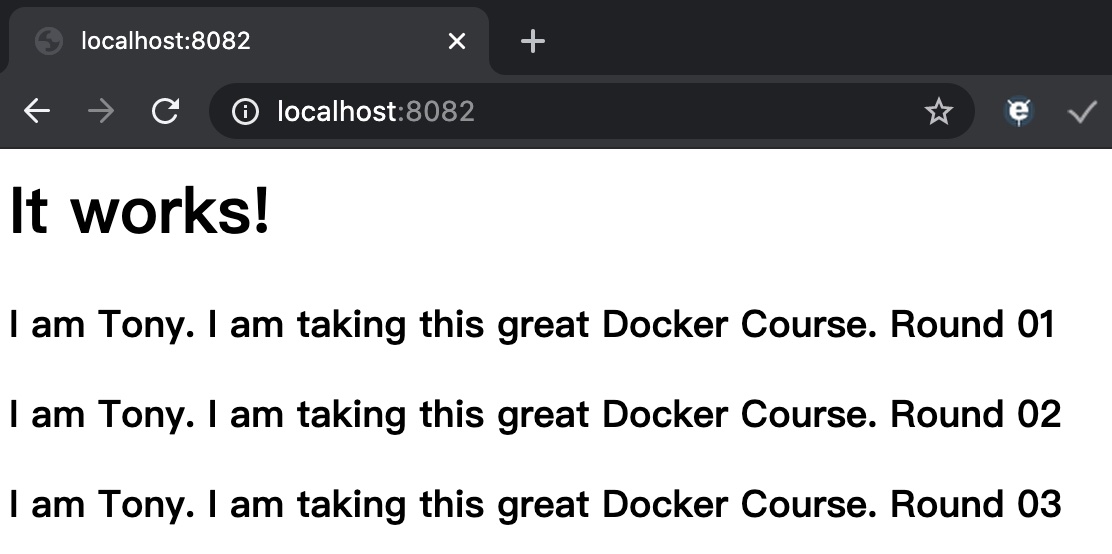 localhost:8082
localhost:8082
It works!
I am Tony. I am taking this great Docker Course. Round 01
I am Tony. I am taking this great Docker Course. Round 02
I am Tony. I am taking this great Docker Course. Round 03